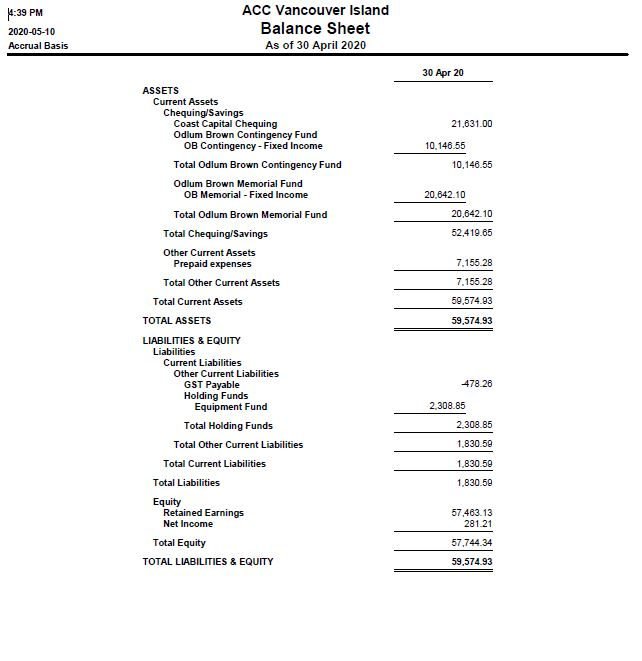 4:39 PM
ACC Vancouver Island
2020-05-10
Balance Sheet
Accrual Basis
As of 30 April 2020
30 Apr 20
ASSETS
Current Assets
Chequing/Savings
Coast Capital Chequing 21,631.00
Odlum Brown Contingency Fund
OB Contingency - Fixed Income 10,146.55
Total Odlum Brown Contingency Fund 10,146.55
Odlum Brown Memorial Fund
OB Memorial - Fixed Income 20,642.10
Total Odlum Brown Memorial Fund 20,642.10
Total Chequing/Savings 52,419.65
Other Current Assets
Prepaid expenses 7,155.28
Total Other Current Assets 7,155.28
Total Current Assets 59,574.93
TOTAL ASSETS 59,574.93
LIABILITIES & EQUITY
Liabilities
Current Liabilities
Other Current Liabilities
GST Payable -478.26
Holding Funds
Equipment Fund 2,308.85
Total Holding Funds 2,308.85
Total Other Current Liabilities 1,830.59
Total Current Liabilities 1,830.59
Total Liabilities 1,830.59
Equity
Retained Earnings 57,463.13
Net Income 281.21
Total Equity 57,744.34
TOTAL LIABILITIES & EQUITY 59,574.93